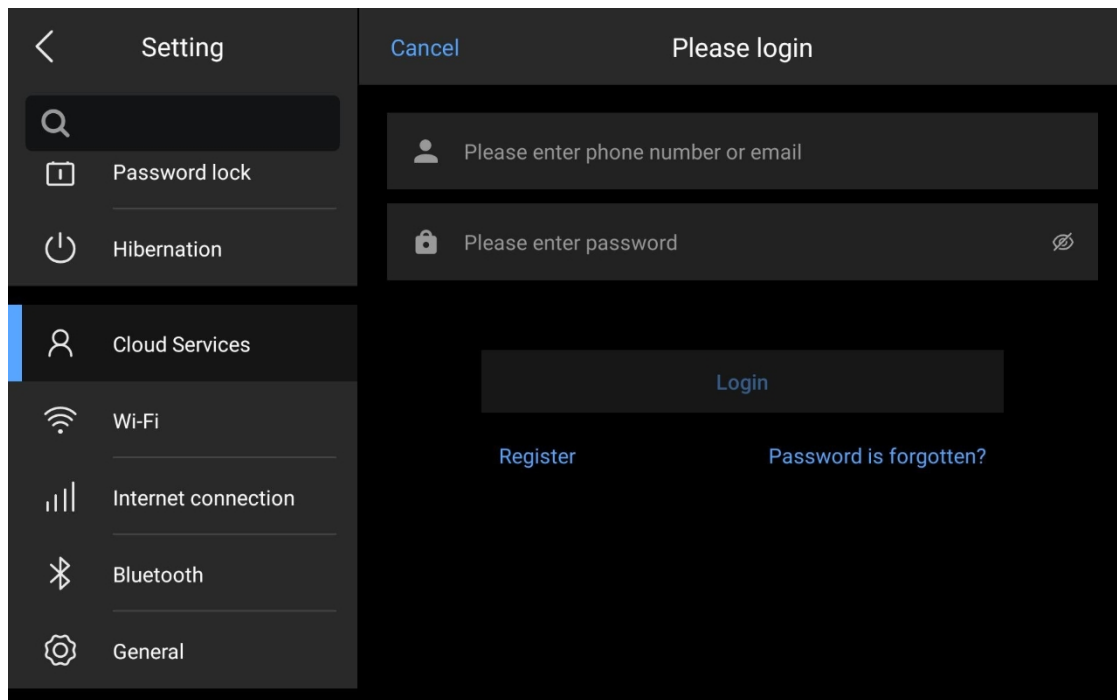 Setting
Password lock
Hibernation
Cloud Services
Wi-Fi
Internet connection
Bluetooth
General
Cancel
Please login
Please enter phone number or email
Please enter password
Login
Register
Password is forgotten?